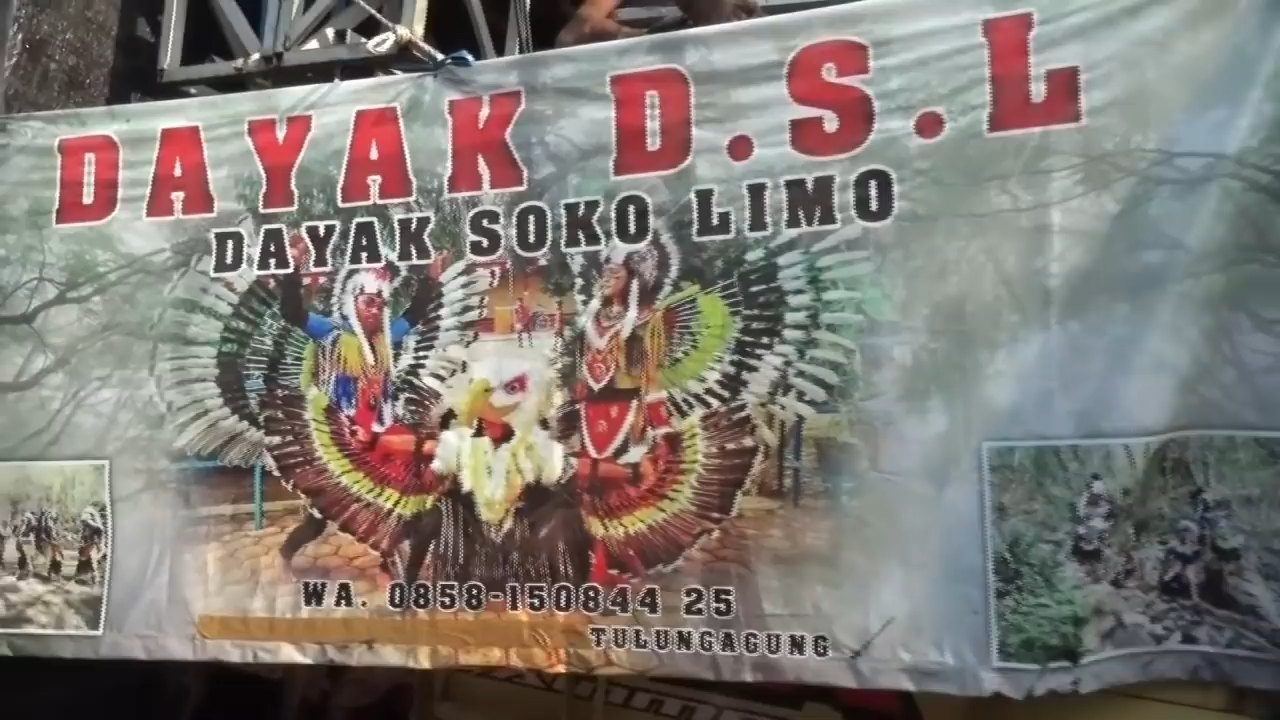 DAYAK D.S.L
DAYAK SOKO LIMO
WA. 0858-150844 25
TULUNGAGUNG